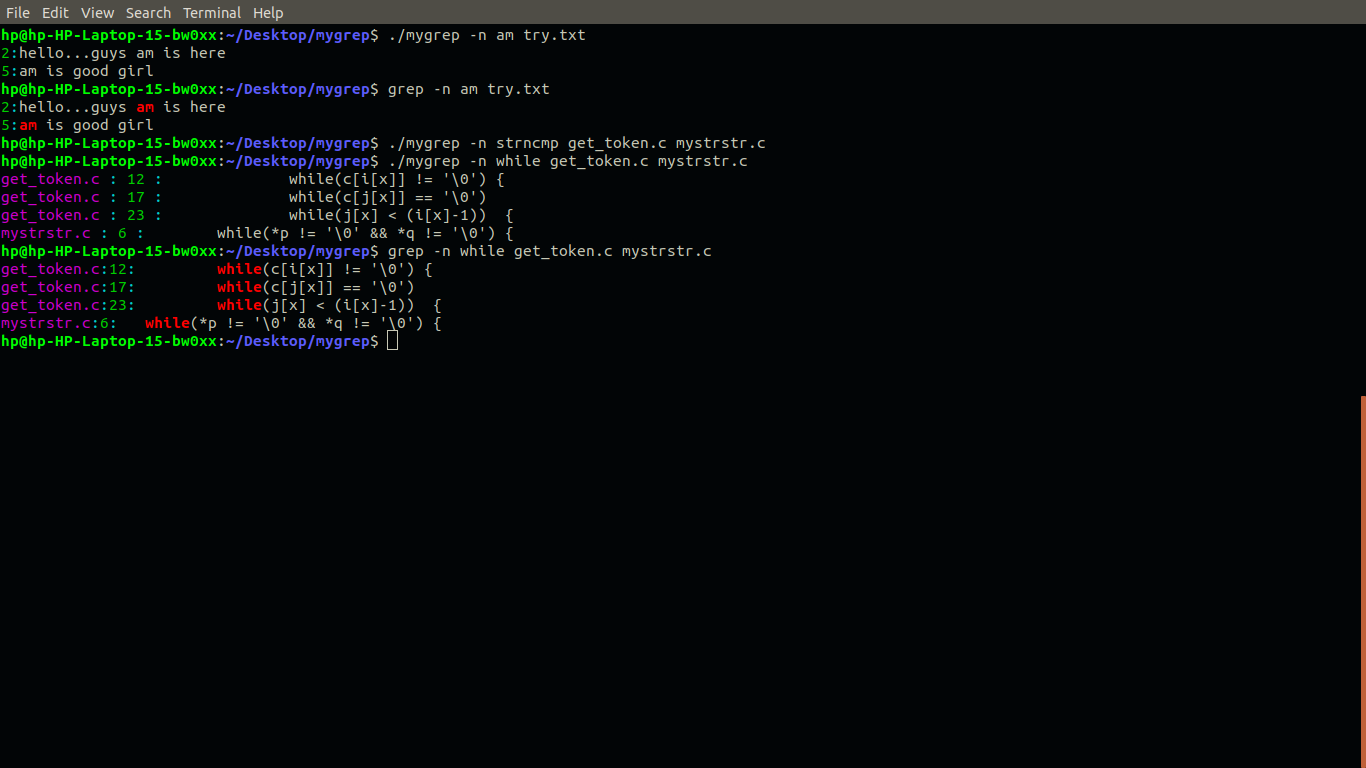 File Edit View Search Terminal Help
hp@hp-HP-Laptop-15-bw0xx:~/Desktop/mygrep$ ./mygrep -n am try.txt
2:hello...guys am is here
5:am is good girl
hp@hp-HP-Laptop-15-bw0xx:~/Desktop/mygrep$ grep -n am try.txt
2:hello...guys am is here
5:am is good girl
hp@hp-HP-Laptop-15-bw0xx:~/Desktop/mygrep$ ./mygrep -n strncmp get_token.c mystrstr.c
hp@hp-HP-Laptop-15-bw0xx:~/Desktop/mygrep$ ./mygrep -n while get_token.c mystrstr.c
get_token.c : 12 :              while(c[i[x]] != '\0') {
get_token.c : 17 :              while(c[j[x]] == '\0')
get_token.c : 23 :              while(j[x] < (i[x]-1))  {
mystrstr.c : 6 :        while(*p != '\0' && *q != '\0') {
hp@hp-HP-Laptop-15-bw0xx:~/Desktop/mygrep$ grep -n while get_token.c mystrstr.c
get_token.c:12:         while(c[i[x]] != '\0') {
get_token.c:17:         while(c[j[x]] == '\0')
get_token.c:23:         while(j[x] < (i[x]-1))  {
mystrstr.c:6:   while(*p != '\0' && *q != '\0') {
hp@hp-HP-Laptop-15-bw0xx:~/Desktop/mygrep$